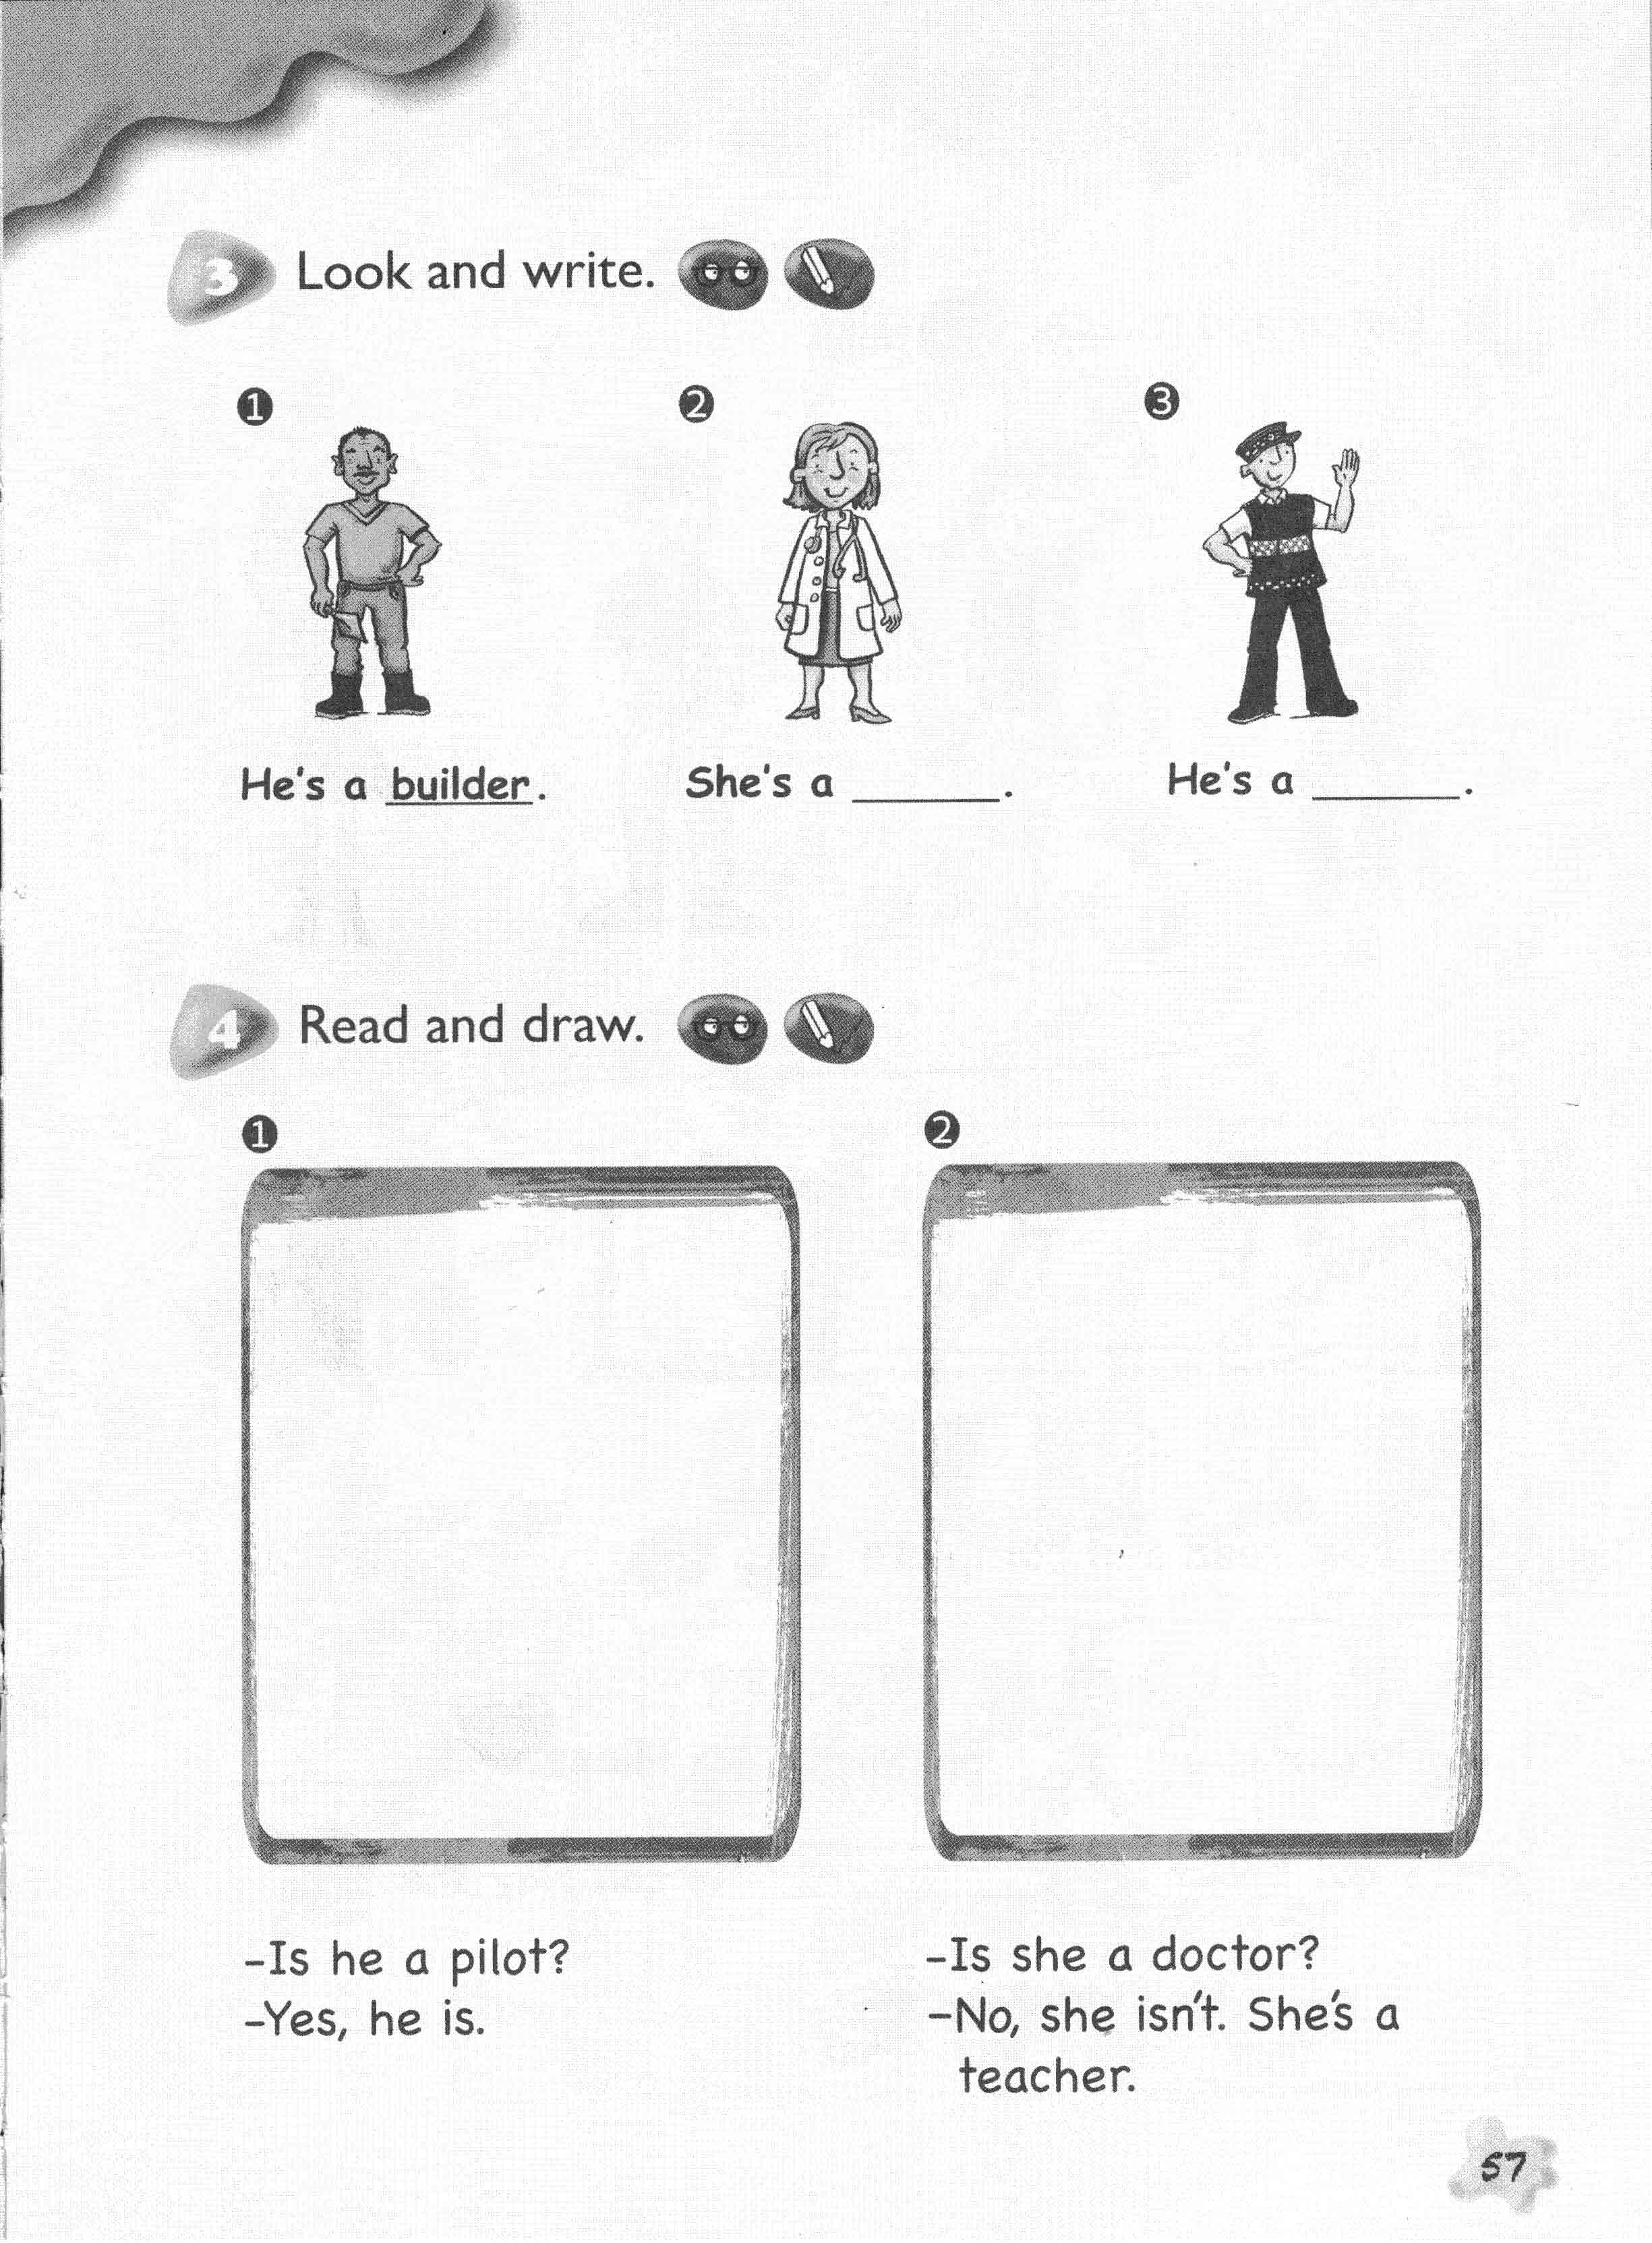 3 Look and write.
1 2 3
He's a builder. She's a ______. He's a ______.
4 Read and draw.
1 2
-Is he a pilot?
-Yes, he is.
-Is she a doctor?
-No, she isn't. She's a
teacher.
57